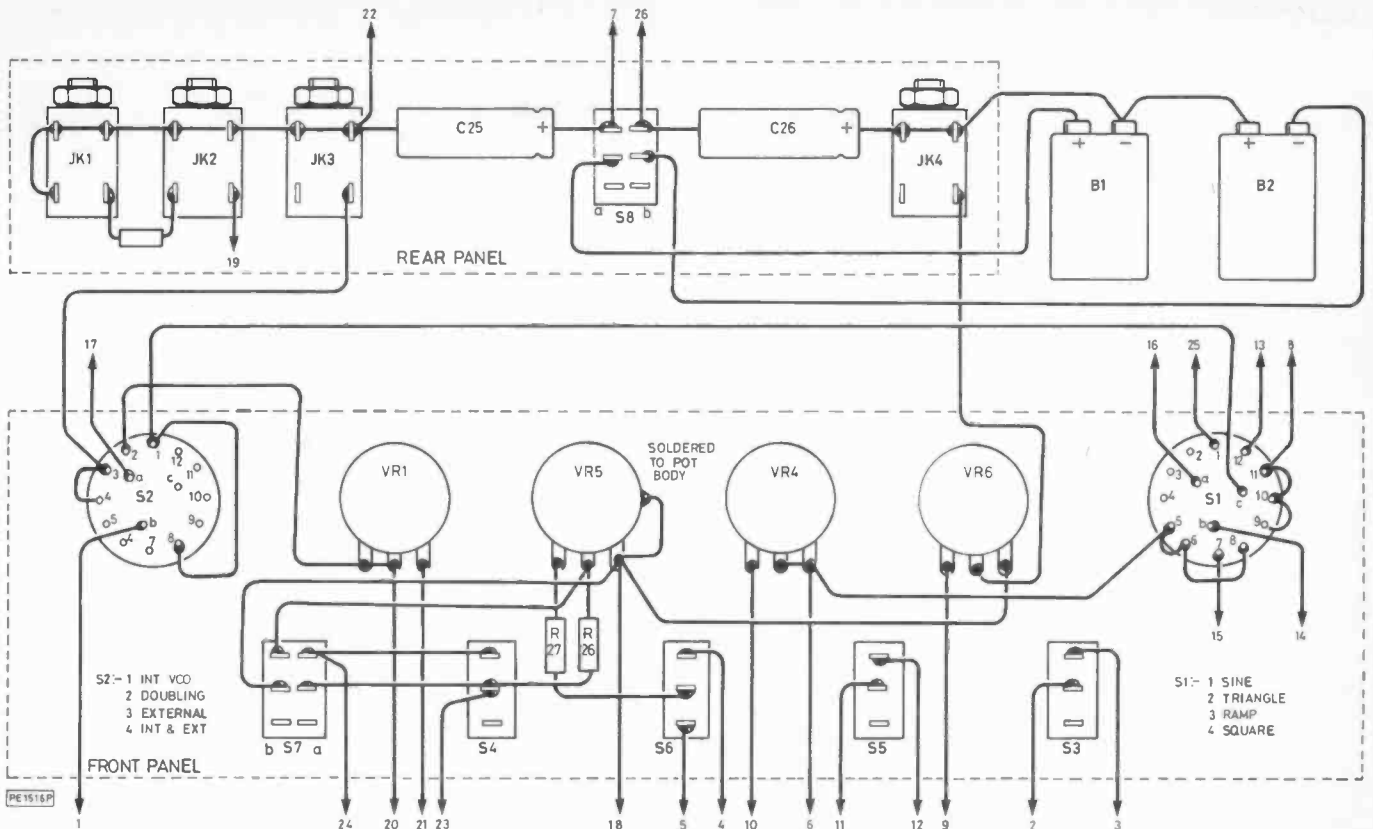 22
7 26
JK1 JK2 JK3 C25 + C26 + JK4
+ − + −
B1 B2
a b
S8
19
REAR PANEL
17
16 25 13 8
2 1 12 11 10 9 8 7 4 5 4 3
a c b
S2
VR1
VR5
SOLDERED
TO POT
BODY
VR4
VR6
2 1 12 11 10 9 8 7 6 5 4 3
a c b
S1
15 14
R
27
R
26
S2:- 1 INT VCO
2 DOUBLING
3 EXTERNAL
4 INT & EXT
b S7 a
S4
S6
S5
S3
S1:- 1 SINE
2 TRIANGLE
3 RAMP
4 SQUARE
FRONT PANEL
PE1516P
1 24 20 21 23 18 5 4 10 6 11 12 9 2 3